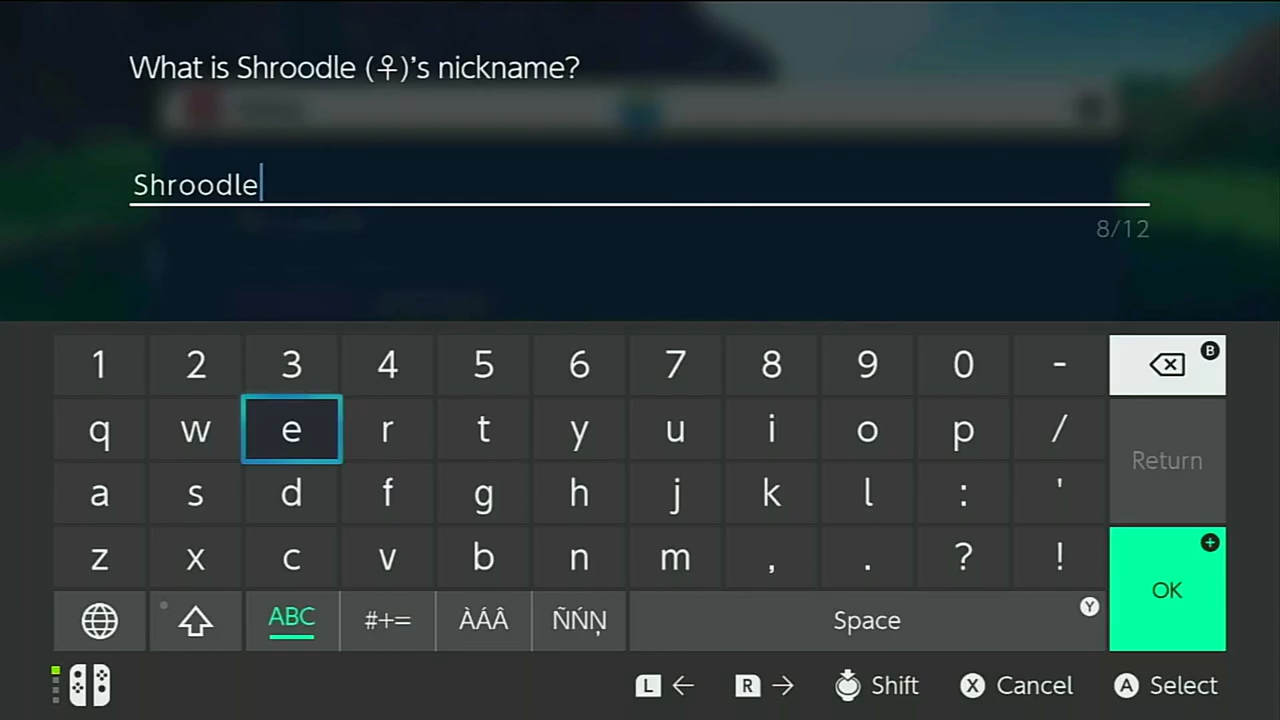 What is Shroodle (♀)'s nickname?
Shroodle
8/12
1 2 3 4 5 6 7 8 9 0 - B
q w e r t y u i o p /
Return
a s d f g h j k l : '
z x c v b n m , . ? ! + OK
ABC #+= ÀÁÂ ÑŃŅ Space Y
L ← R → Shift X Cancel A Select